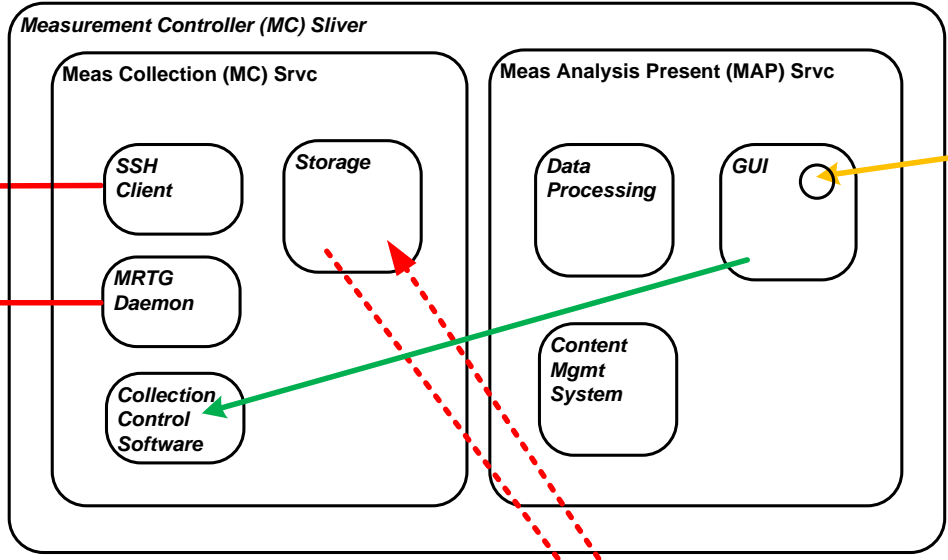 Measurement Controller (MC) Sliver
Meas Collection (MC) Srvc
SSH
Client
Storage
MRTG
Daemon
Collection
Control
Software
Meas Analysis Present (MAP) Srvc
Data
Processing
GUI
Content
Mgmt
System